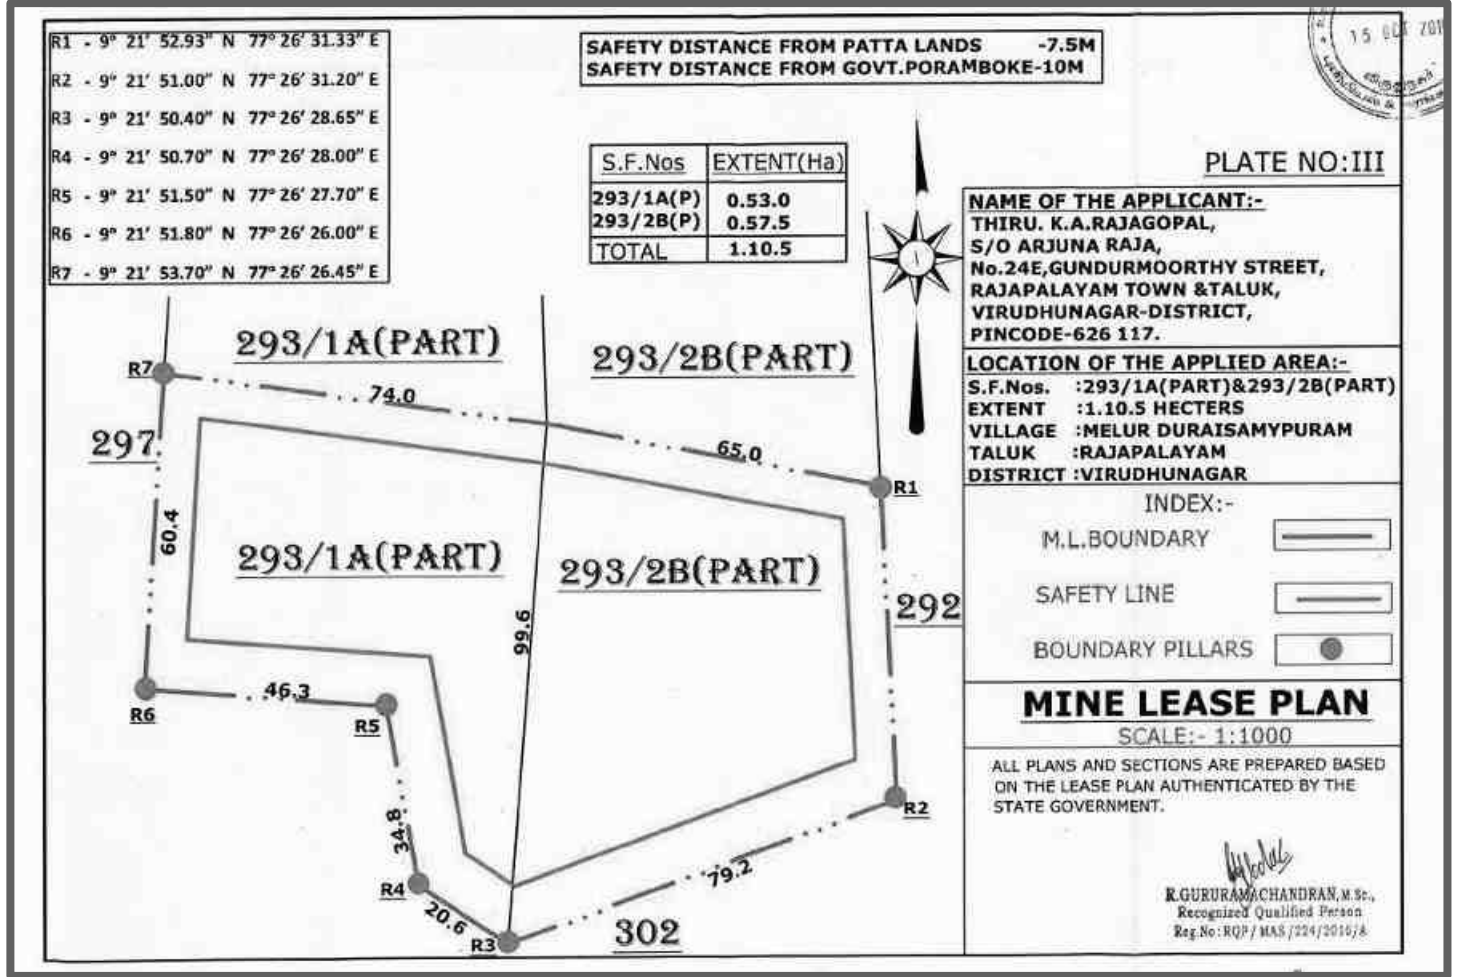 R1 - 9° 21' 52.93" N 77° 26' 31.33" E
R2 - 9° 21' 51.00" N 77° 26' 31.20" E
R3 - 9° 21' 50.40" N 77° 26' 28.65" E
R4 - 9° 21' 50.70" N 77° 26' 28.00" E
R5 - 9° 21' 51.50" N 77° 26' 27.70" E
R6 - 9° 21' 51.80" N 77° 26' 26.00" E
R7 - 9° 21' 53.70" N 77° 26' 26.45" E
SAFETY DISTANCE FROM PATTA LANDS -7.5M
SAFETY DISTANCE FROM GOVT.PORAMBOKE-10M
15 OCT
S.F.Nos EXTENT(Ha)
293/1A(P) 0.53.0
293/2B(P) 0.57.5
TOTAL 1.10.5
PLATE NO:III
NAME OF THE APPLICANT:-
THIRU. K.A.RAJAGOPAL,
S/O ARJUNA RAJA,
No.24E,GUNDURMOORTHY STREET,
RAJAPALAYAM TOWN &TALUK,
VIRUDHUNAGAR-DISTRICT,
PINCODE-626 117.
LOCATION OF THE APPLIED AREA:-
S.F.Nos. :293/1A(PART)&293/2B(PART)
EXTENT :1.10.5 HECTERS
VILLAGE :MELUR DURAISAMYPURAM
TALUK :RAJAPALAYAM
DISTRICT :VIRUDHUNAGAR
INDEX:-
M.L.BOUNDARY
SAFETY LINE
BOUNDARY PILLARS
MINE LEASE PLAN
SCALE:- 1:1000
ALL PLANS AND SECTIONS ARE PREPARED BASED
ON THE LEASE PLAN AUTHENTICATED BY THE
STATE GOVERNMENT.
R.GURURAMACHANDRAN, M.Sc.,
Recognized Qualified Person
Reg.No: RQP/ MAS /224/2016/A
293/1A(PART)
293/2B(PART)
R7
74.0
297
65.0
R1
60.4
293/1A(PART)
293/2B(PART)
292
99.6
46.3
R6
R5
R2
34.8
79.2
R4
20.6
R3
302